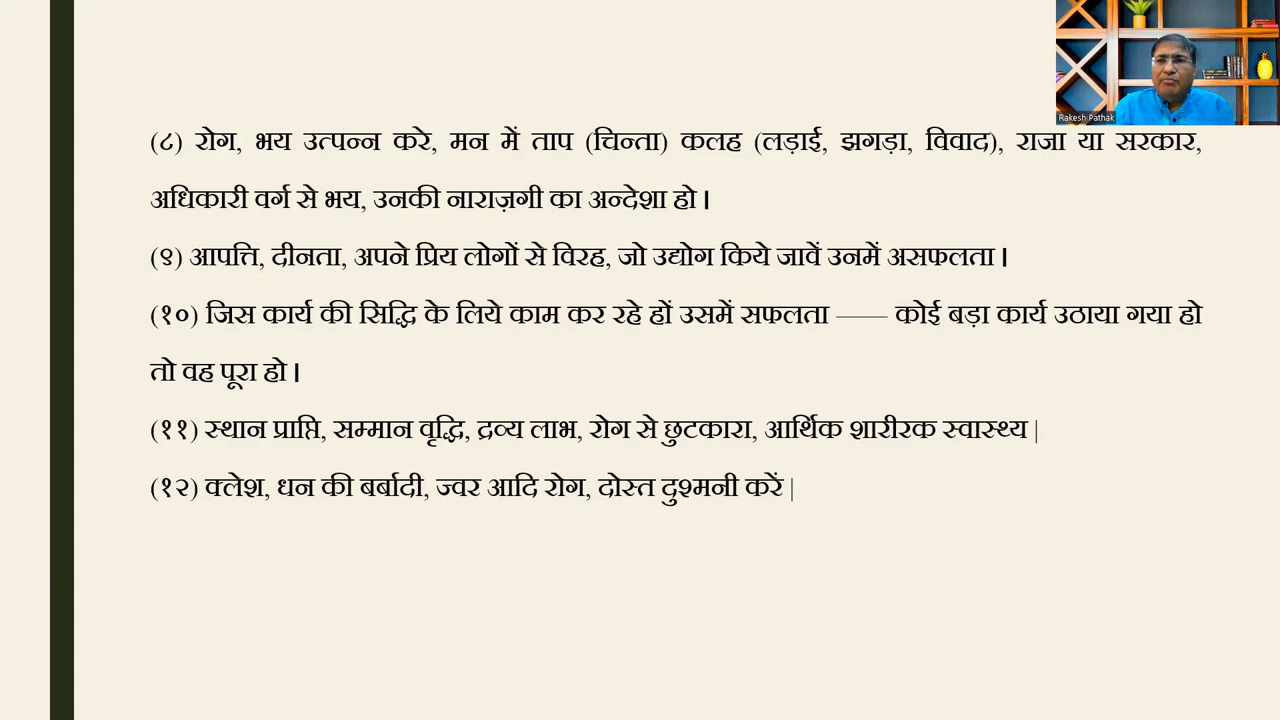 Rakesh Pathak
(८) रोग, भय उत्पन्न करे, मन में ताप (चिन्ता) कलह (लड़ाई, झगड़ा, विवाद), राजा या सरकार,
अधिकारी वर्ग से भय, उनकी नाराज़गी का अन्देशा हो।
(९) आपत्ति, दीनता, अपने प्रिय लोगों से विरह, जो उद्योग किये जावें उनमें असफलता।
(१०) जिस कार्य की सिद्धि के लिये काम कर रहे हों उसमें सफलता —— कोई बड़ा कार्य उठाया गया हो
तो वह पूरा हो।
(११) स्थान प्राप्ति, सम्मान वृद्धि, द्रव्य लाभ, रोग से छुटकारा, आर्थिक शारीरक स्वास्थ्य |
(१२) क्लेश, धन की बर्बादी, ज्वर आदि रोग, दोस्त दुश्मनी करें |